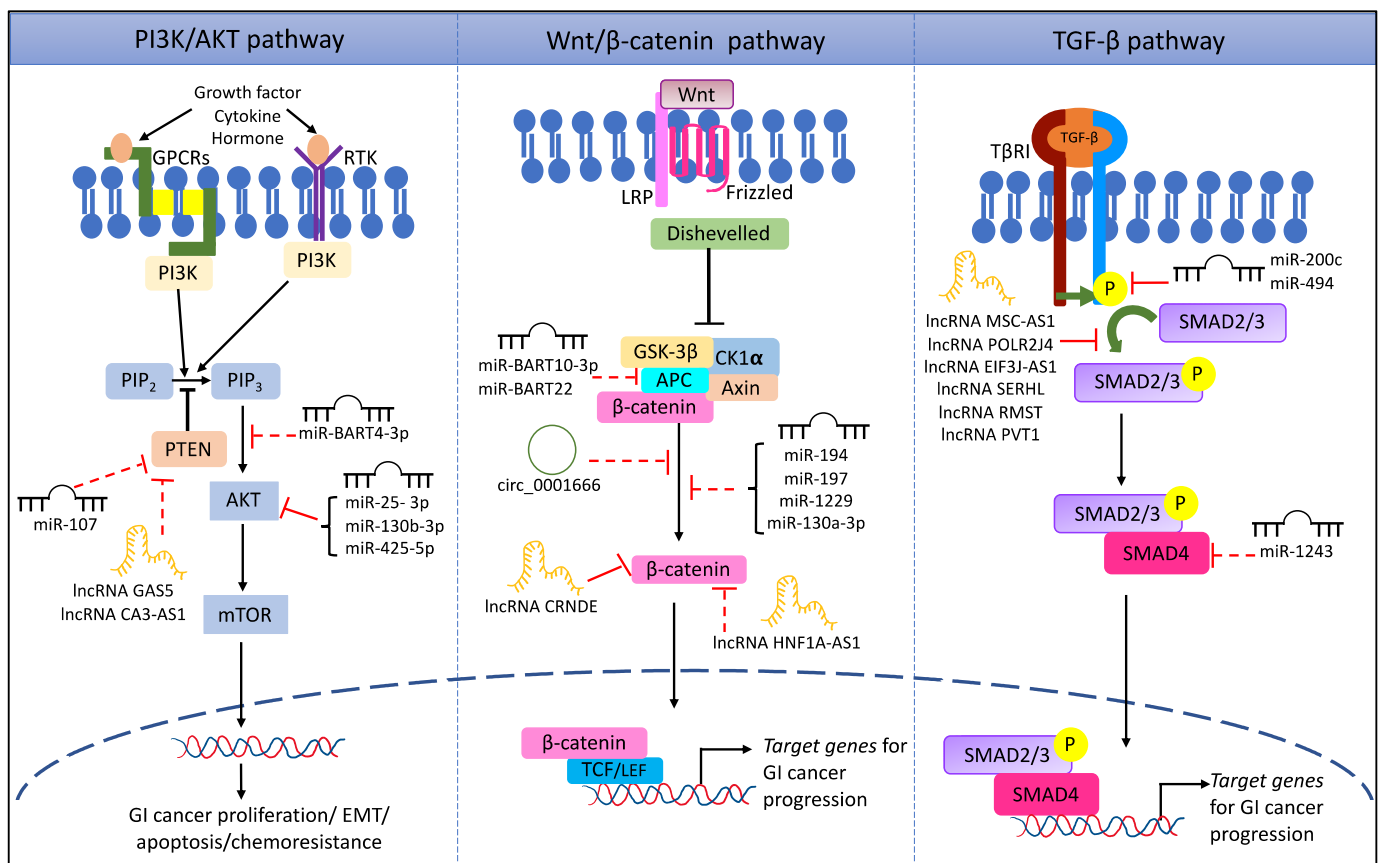 PI3K/AKT pathway
Growth factor
Cytokine
Hormone
GPCRs
RTK
PI3K
PI3K
PIP2
PIP3
PTEN
miR-BART4-3p
miR-107
AKT
miR-25- 3p
miR-130b-3p
miR-425-5p
lncRNA GAS5
lncRNA CA3-AS1
mTOR
GI cancer proliferation/ EMT/
apoptosis/chemoresistance
Wnt/β-catenin pathway
Wnt
LRP
Frizzled
Dishevelled
miR-BART10-3p
miR-BART22
GSK-3β
CK1α
APC
Axin
β-catenin
circ_0001666
miR-194
miR-197
miR-1229
miR-130a-3p
β-catenin
lncRNA CRNDE
lncRNA HNF1A-AS1
β-catenin
TCF/LEF
Target genes for
GI cancer
progression
TGF-β pathway
TGF-β
TβRI
P
miR-200c
miR-494
lncRNA MSC-AS1
lncRNA POLR2J4
lncRNA EIF3J-AS1
lncRNA SERHL
lncRNA RMST
lncRNA PVT1
SMAD2/3
SMAD2/3
P
SMAD2/3
P
SMAD4
miR-1243
SMAD2/3
P
SMAD4
Target genes
for GI cancer
progression